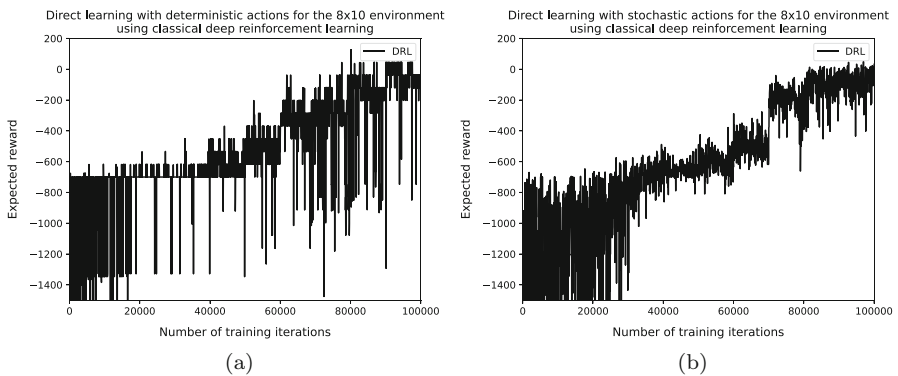 Direct learning with deterministic actions for the 8x10 environment
using classical deep reinforcement learning
DRL
200
0
−200
−400
−600
−800
−1000
−1200
−1400
Expected reward
0
20000
40000
60000
80000
100000
Number of training iterations
(a)
Direct learning with stochastic actions for the 8x10 environment
using classical deep reinforcement learning
DRL
200
0
−200
−400
−600
−800
−1000
−1200
−1400
Expected reward
0
20000
40000
60000
80000
100000
Number of training iterations
(b)